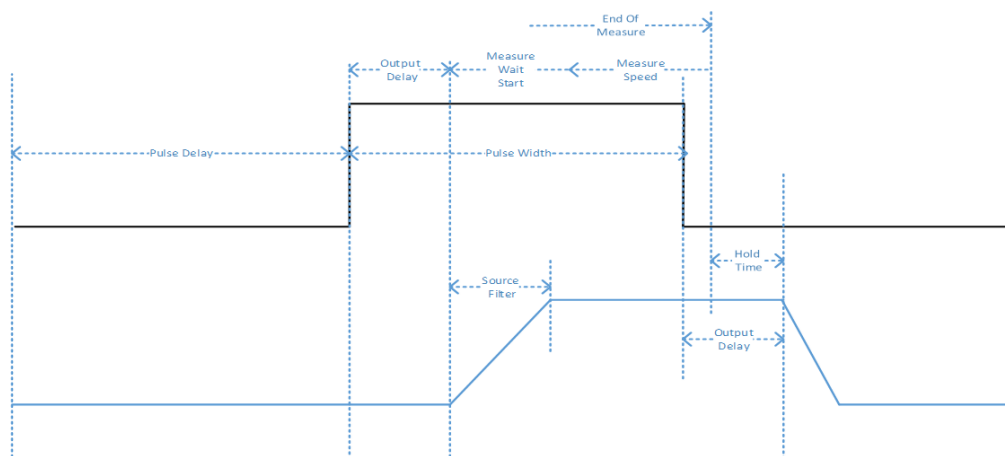 End Of
Measure
Output
Delay
Measure
Wait
Start
Measure
Speed
Pulse Delay
Pulse Width
Hold
Time
Source
Filter
Output
Delay